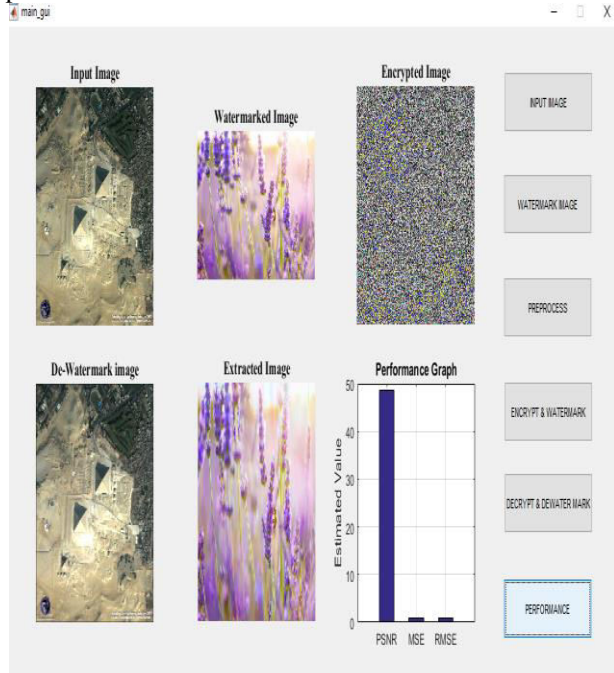 main_gui
Input Image
Watermarked Image
Encrypted Image
INPUT IMAGE
WATERMARK IMAGE
PREPROCESS
De-Watermark image
Extracted Image
Performance Graph
50
40
30
20
10
0
Estimated Value
PSNR MSE RMSE
ENCRYPT & WATERMARK
DECRYPT & DEWATER MARK
PERFORMANCE